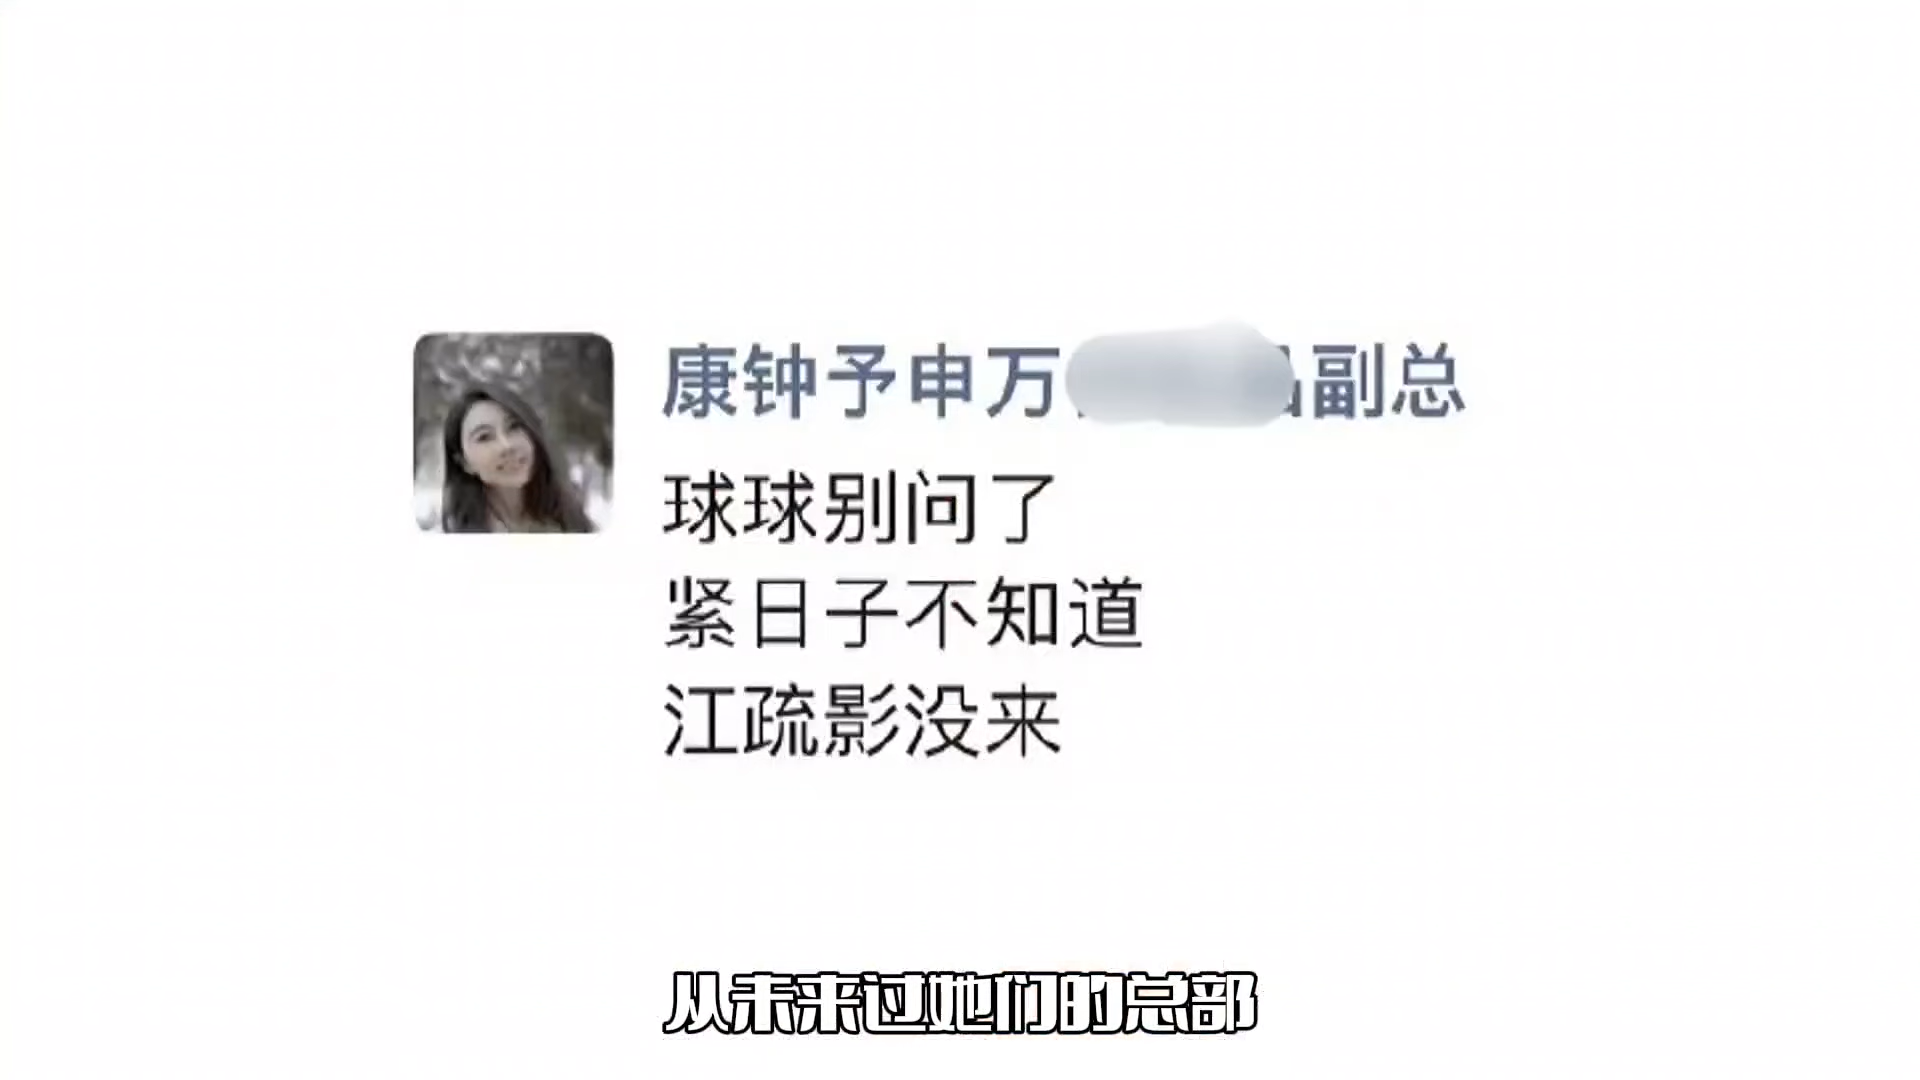 康钟予申万 副总
球球别问了
紧日子不知道
江疏影没来
从未来过她们的总部